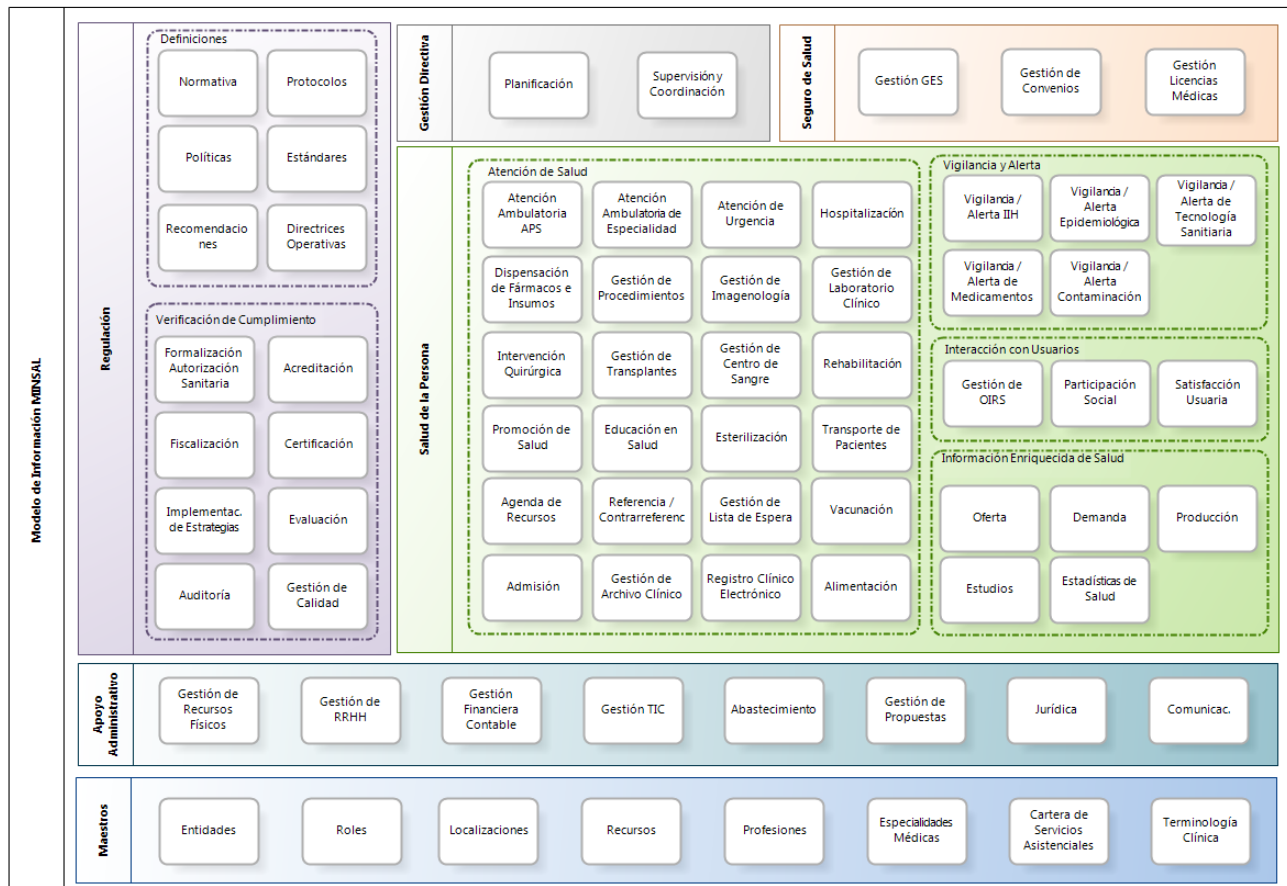 Modelo de Información MINSAL
Regulación
Definiciones
Normativa
Protocolos
Políticas
Estándares
Recomendacio
nes
Directrices
Operativas
Verificación de Cumplimiento
Formalización
Autorización
Sanitaria
Acreditación
Fiscalización
Certificación
Implementac.
de Estrategias
Evaluación
Auditoría
Gestión de
Calidad
Gestión Directiva
Planificación
Supervisión y
Coordinación
Seguro de Salud
Gestión GES
Gestión de
Convenios
Gestión
Licencias
Médicas
Salud de la Persona
Atención de Salud
Atención
Ambulatoria
APS
Atención
Ambulatoria de
Especialidad
Atención de
Urgencia
Hospitalización
Dispensación
de Fármacos e
Insumos
Gestión de
Procedimientos
Gestión de
Imagenología
Gestión de
Laboratorio
Clínico
Intervención
Quirúrgica
Gestión de
Transplantes
Gestión de
Centro de
Sangre
Rehabilitación
Promoción de
Salud
Educación en
Salud
Esterilización
Transporte de
Pacientes
Agenda de
Recursos
Referencia /
Contrarreferenc
Gestión de
Lista de Espera
Vacunación
Admisión
Gestión de
Archivo Clínico
Registro Clínico
Electrónico
Alimentación
Vigilancia y Alerta
Vigilancia /
Alerta IIH
Vigilancia /
Alerta
Epidemiológica
Vigilancia /
Alerta de
Tecnología
Sanitiaria
Vigilancia /
Alerta de
Medicamentos
Vigilancia /
Alerta
Contaminación
Interacción con Usuarios
Gestión de
OIRS
Participación
Social
Satisfacción
Usuaria
Información Enriquecida de Salud
Oferta
Demanda
Producción
Estudios
Estadísticas de
Salud
Apoyo
Administrativo
Gestión de
Recursos
Físicos
Gestión de
RRHH
Gestión
Financiera
Contable
Gestión TIC
Abastecimiento
Gestión de
Propuestas
Jurídica
Comunicac.
Maestros
Entidades
Roles
Localizaciones
Recursos
Profesiones
Especialidades
Médicas
Cartera de
Servicios
Asistenciales
Terminología
Clínica